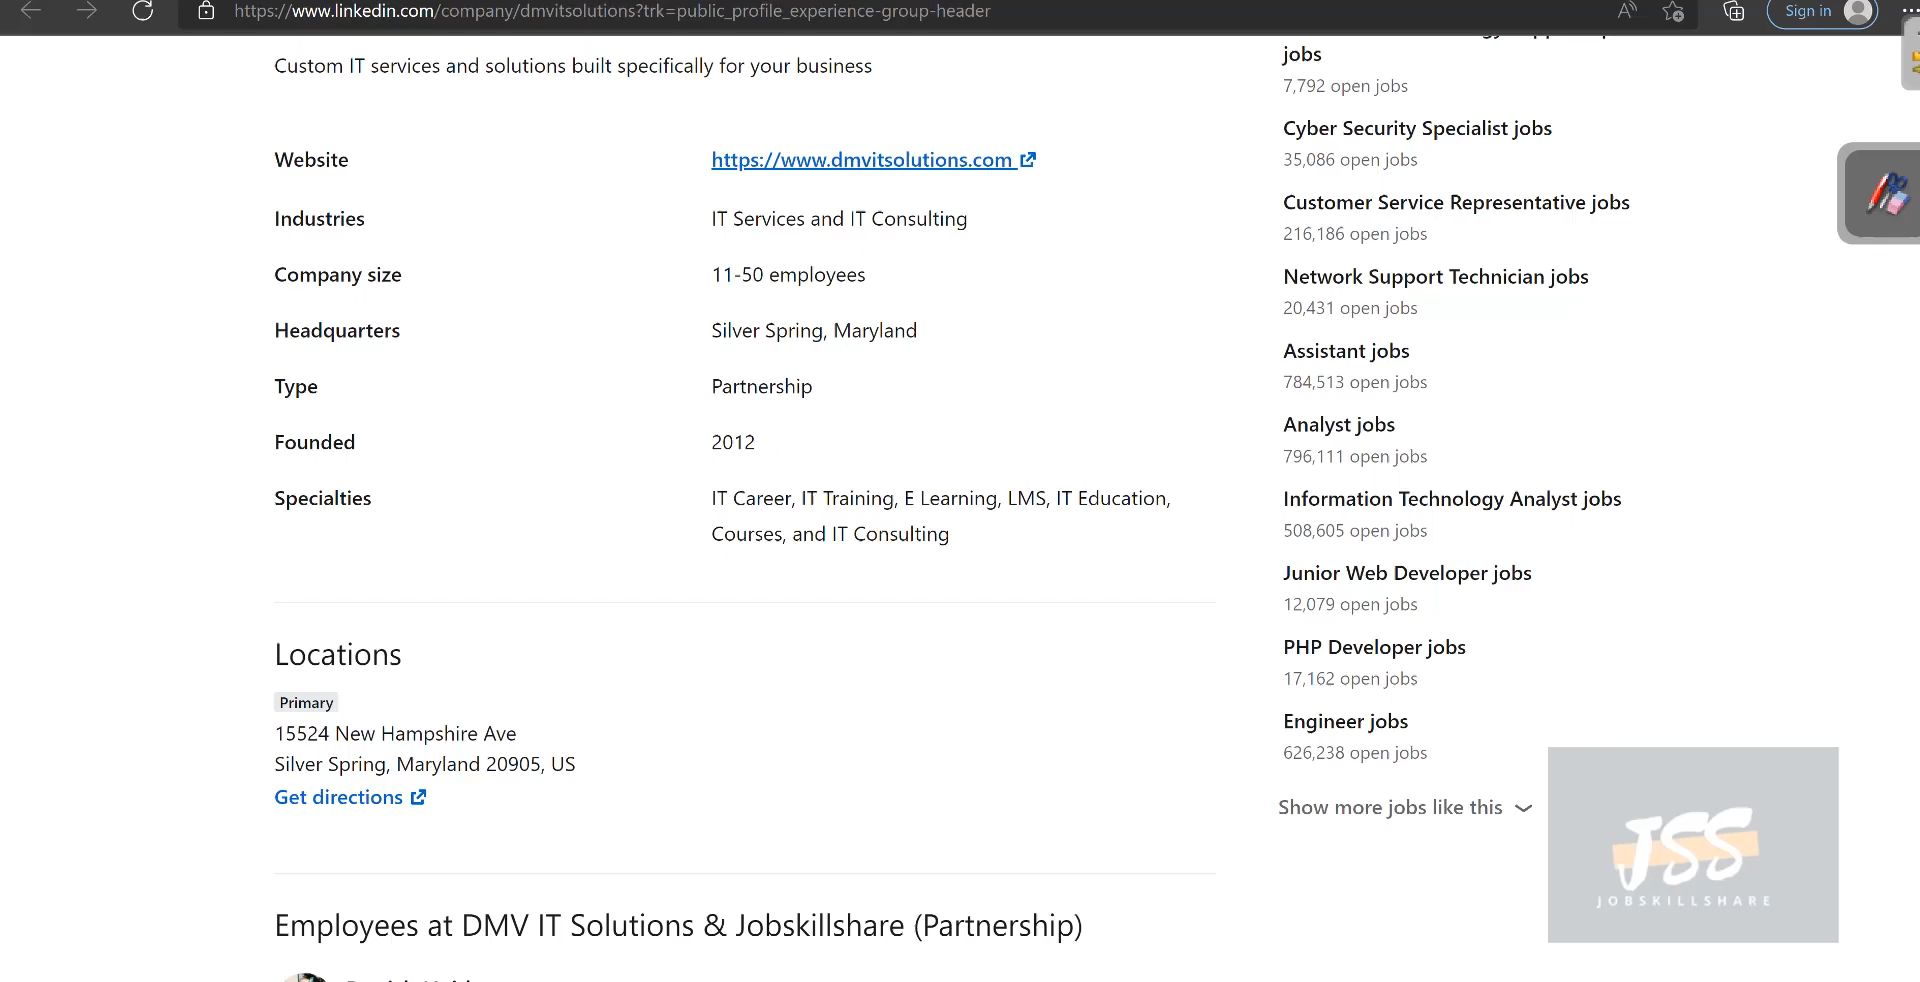 https://www.linkedin.com/company/dmvitsolutions?trk=public_profile_experience-group-header
Sign in
Custom IT services and solutions built specifically for your business
Website
https://www.dmvitsolutions.com
Industries
IT Services and IT Consulting
Company size
11-50 employees
Headquarters
Silver Spring, Maryland
Type
Partnership
Founded
2012
Specialties
IT Career, IT Training, E Learning, LMS, IT Education,
Courses, and IT Consulting
Locations
Primary
15524 New Hampshire Ave
Silver Spring, Maryland 20905, US
Get directions
Employees at DMV IT Solutions & Jobskillshare (Partnership)
jobs
7,792 open jobs
Cyber Security Specialist jobs
35,086 open jobs
Customer Service Representative jobs
216,186 open jobs
Network Support Technician jobs
20,431 open jobs
Assistant jobs
784,513 open jobs
Analyst jobs
796,111 open jobs
Information Technology Analyst jobs
508,605 open jobs
Junior Web Developer jobs
12,079 open jobs
PHP Developer jobs
17,162 open jobs
Engineer jobs
626,238 open jobs
Show more jobs like this
JSS
JOBSKILLSHARE